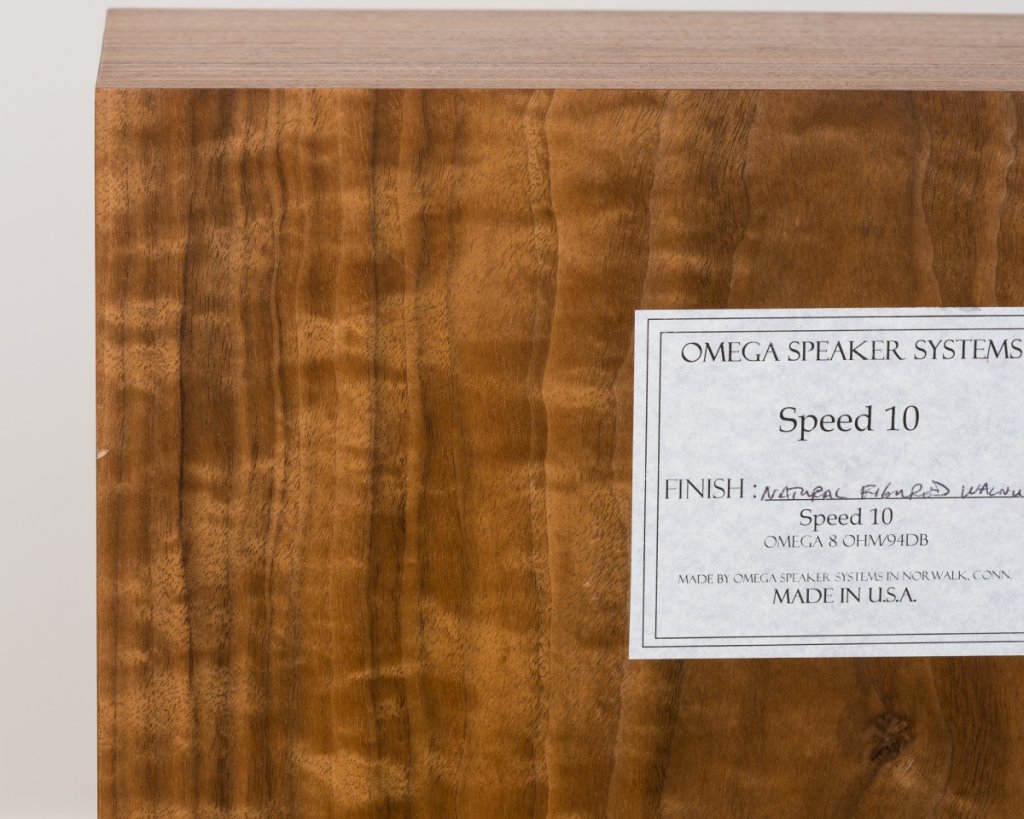 OMEGA SPEAKER SYSTEMS
Speed 10
FINISH : NATURAL FIGURED WALNU
Speed 10
OMEGA 8 OHM/94DB
MADE BY OMEGA SPEAKER SYSTEMS IN NORWALK, CONN.
MADE IN U.S.A.